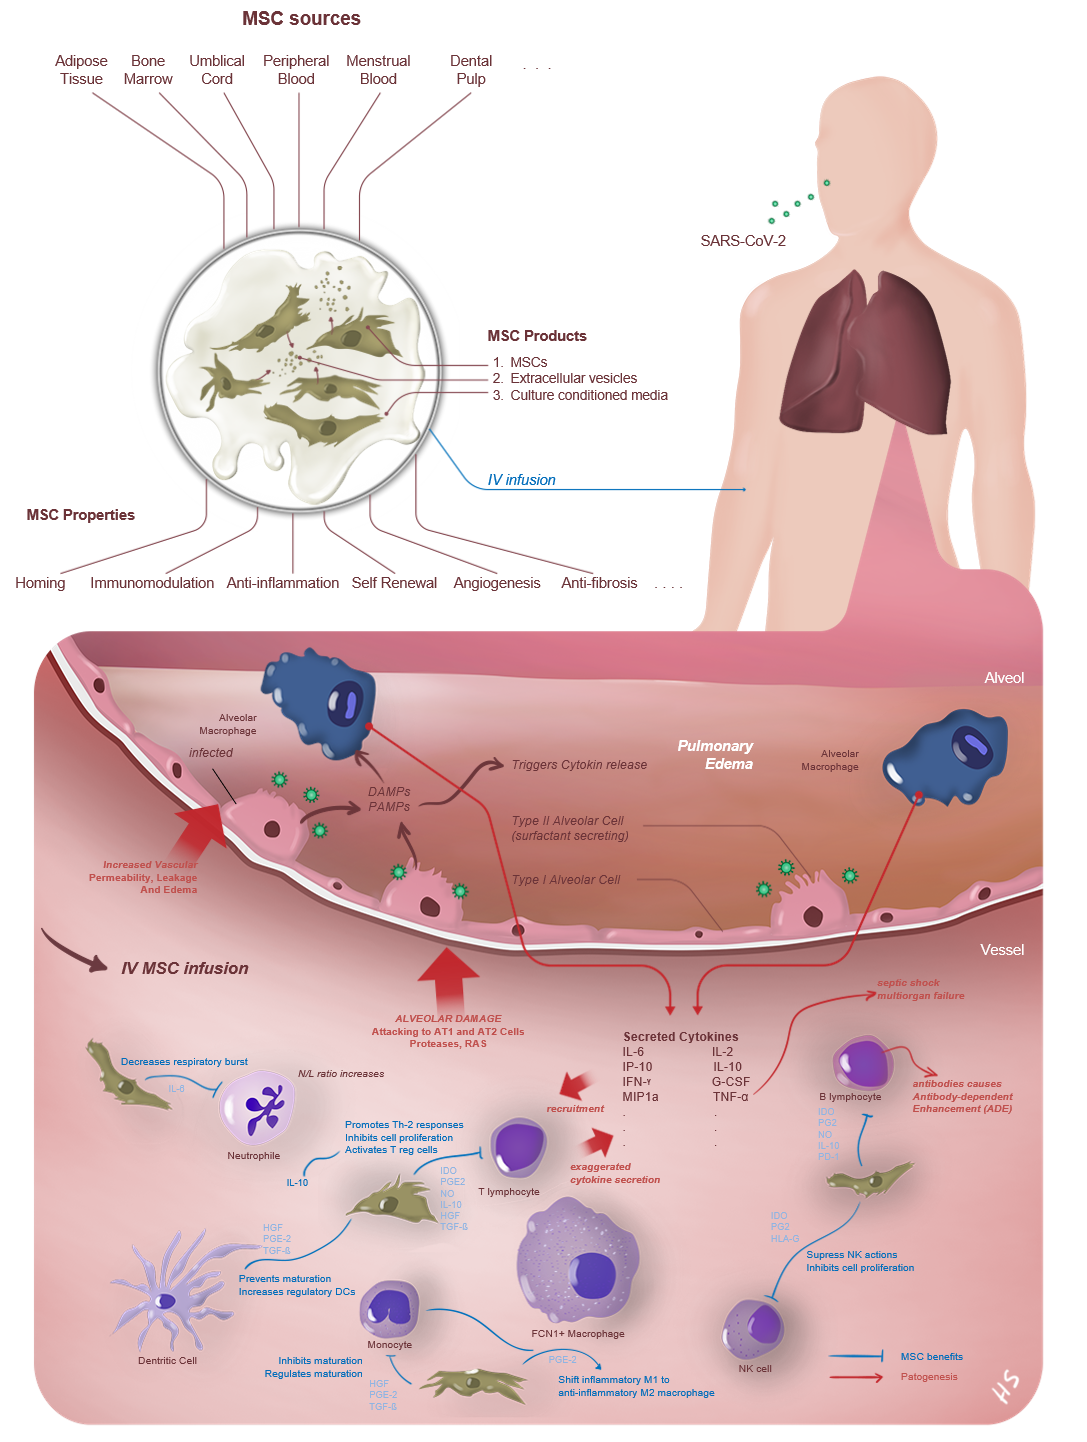 MSC sources
Adipose
Tissue
Bone
Marrow
Umblical
Cord
Peripheral
Blood
Menstrual
Blood
Dental
Pulp
. . .
SARS-CoV-2
MSC Products
1. MSCs
2. Extracellular vesicles
3. Culture conditioned media
IV infusion
MSC Properties
Homing
Immunomodulation
Anti-inflammation
Self Renewal
Angiogenesis
Anti-fibrosis
. . . .
Alveol
Alveolar
Macrophage
infected
Pulmonary
Edema
Alveolar
Macrophage
Triggers Cytokin release
DAMPs
PAMPs
Type II Alveolar Cell
(surfactant secreting)
Type I Alveolar Cell
Increased Vascular
Permeability, Leakage
And Edema
Vessel
IV MSC infusion
septic shock
multiorgan failure
ALVEOLAR DAMAGE
Attacking to AT1 and AT2 Cells
Proteases, RAS
Secreted Cytokines
IL-6
IP-10
IFN-γ
MIP1a
.
.
.
IL-2
IL-10
G-CSF
TNF-α
.
.
.
Decreases respiratory burst
IL-6
N/L ratio increases
Neutrophile
recruitment
exaggerated
cytokine secretion
B lymphocyte
antibodies causes
Antibody-dependent
Enhancement (ADE)
IDO
PG2
NO
IL-10
PD-1
Promotes Th-2 responses
Inhibits cell proliferation
Activates T reg cells
IL-10
IDO
PGE2
NO
IL-10
HGF
TGF-ß
T lymphocyte
HGF
PGE-2
TGF-ß
Prevents maturation
Increases regulatory DCs
Dentritic Cell
IDO
PG2
HLA-G
Supress NK actions
Inhibits cell proliferation
FCN1+ Macrophage
Monocyte
Inhibits maturation
Regulates maturation
HGF
PGE-2
TGF-ß
PGE-2
Shift inflammatory M1 to
anti-inflammatory M2 macrophage
NK cell
MSC benefits
Patogenesis
HS